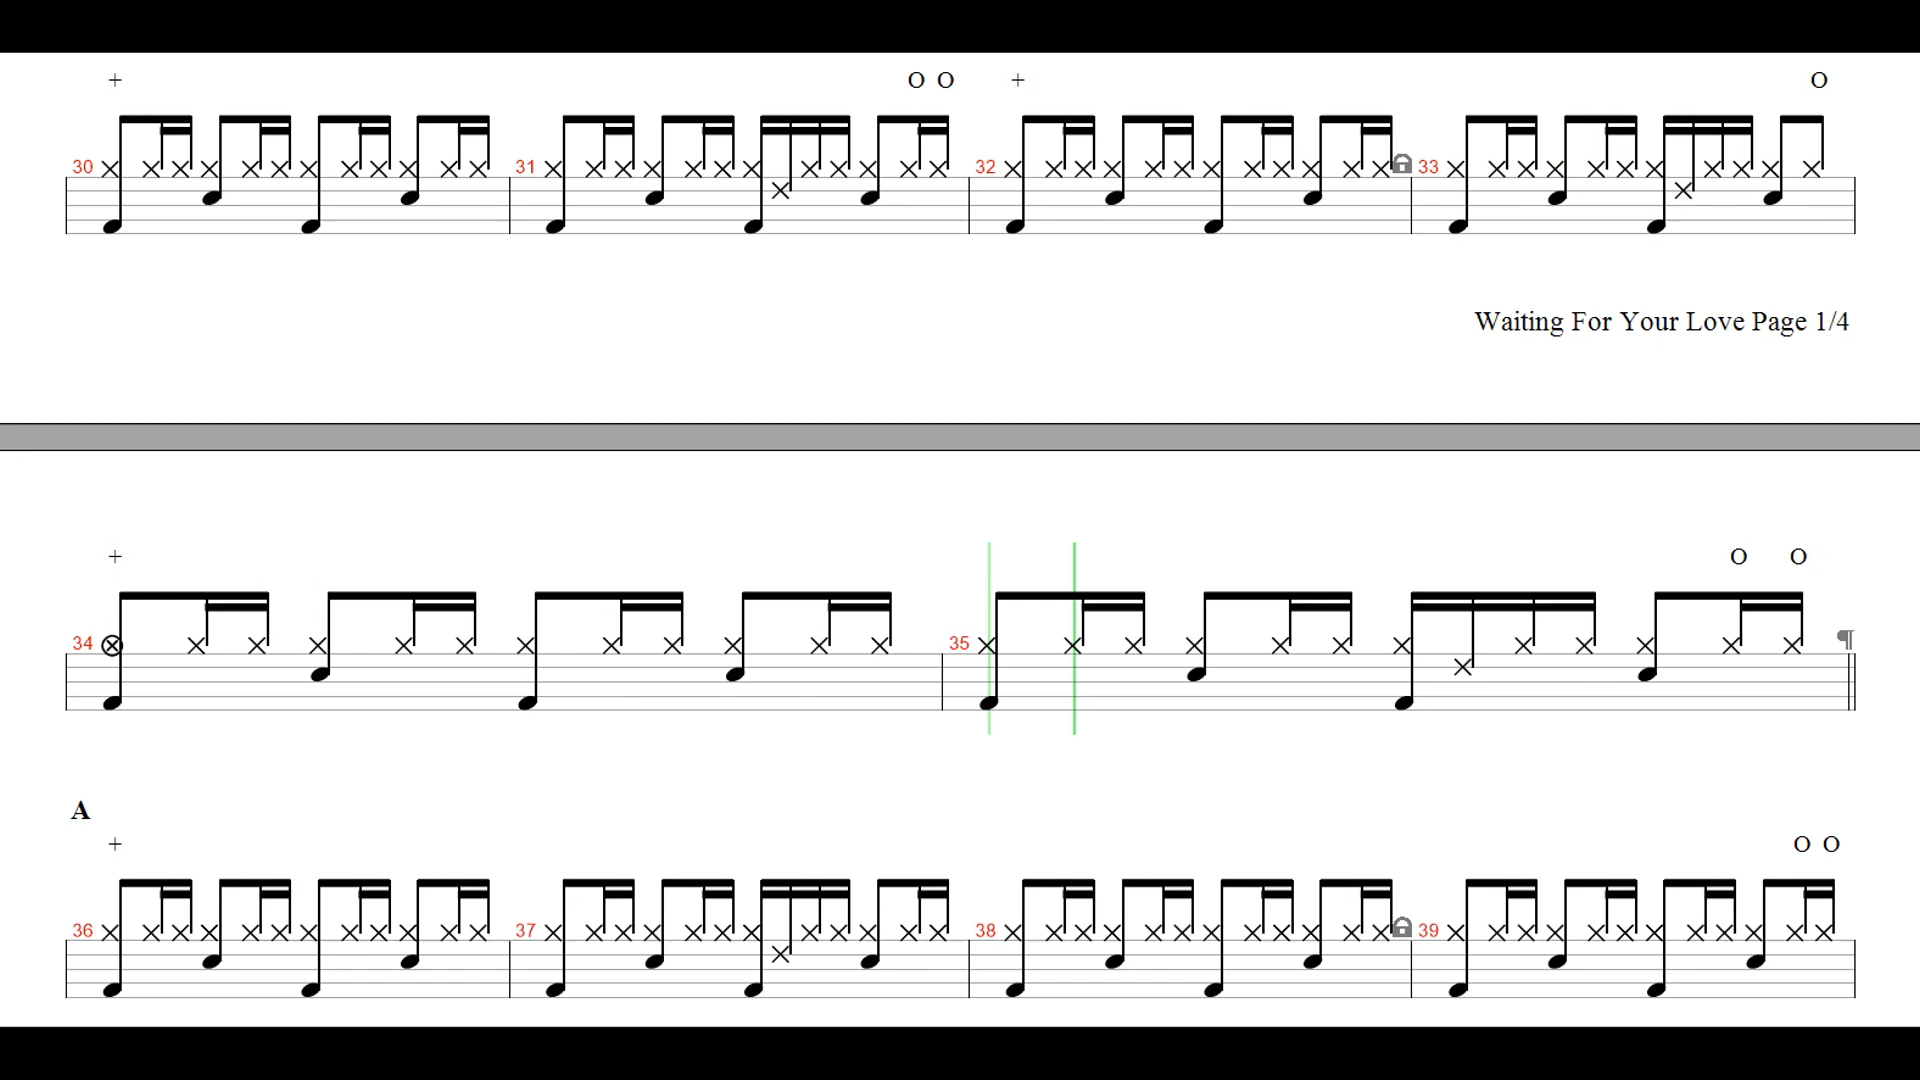 + O O + O
30 31 32 33
Waiting For Your Love Page 1/4
+ O O
34 35 ¶
A
+ O O
36 37 38 39